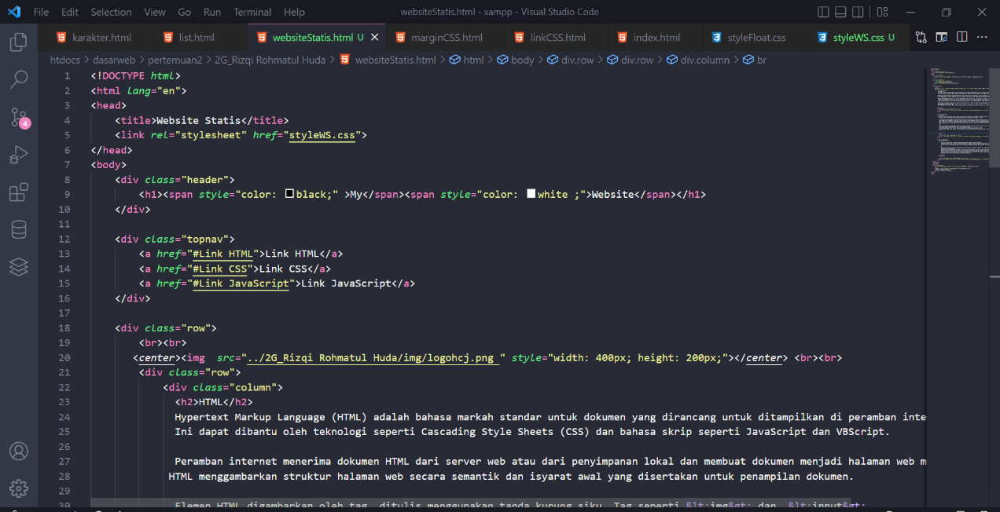 File Edit Selection View Go Run Terminal Help websiteStatis.html - xampp - Visual Studio Code
karakter.html list.html websiteStatis.html U marginCSS.html linkCSS.html index.html styleFloat.css styleWS.css U
htdocs > dasarweb > pertemuan2 > 2G_Rizqi Rohmatul Huda > websiteStatis.html > html > body > div.row > div.row > div.column > br
4
1 <!DOCTYPE html>
2 <html lang="en">
3 <head>
4 <title>Website Statis</title>
5 <link rel="stylesheet" href="styleWS.css">
6 </head>
7 <body>
8 <div class="header">
9 <h1><span style="color: black;" >My</span><span style="color: white ;">Website</span></h1>
10 </div>
11
12 <div class="topnav">
13 <a href="#Link HTML">Link HTML</a>
14 <a href="#Link CSS">Link CSS</a>
15 <a href="#Link JavaScript">Link JavaScript</a>
16 </div>
17
18 <div class="row">
19 <br><br>
20 <center><img  src="../2G_Rizqi Rohmatul Huda/img/logohcj.png " style="width: 400px; height: 200px;"></center> <br><br>
21 <div class="row">
22 <div class="column">
23 <h2>HTML</h2>
24 Hypertext Markup Language (HTML) adalah bahasa markah standar untuk dokumen yang dirancang untuk ditampilkan di peramban inte
25 Ini dapat dibantu oleh teknologi seperti Cascading Style Sheets (CSS) dan bahasa skrip seperti JavaScript dan VBScript.
26
27 Peramban internet menerima dokumen HTML dari server web atau dari penyimpanan lokal dan membuat dokumen menjadi halaman web m
28 HTML menggambarkan struktur halaman web secara semantik dan isyarat awal yang disertakan untuk penampilan dokumen.
29
30 Elemen HTML digambarkan oleh tag, ditulis menggunakan tanda kurung siku. Tag seperti &lt;img&gt; dan  &lt;input&gt;